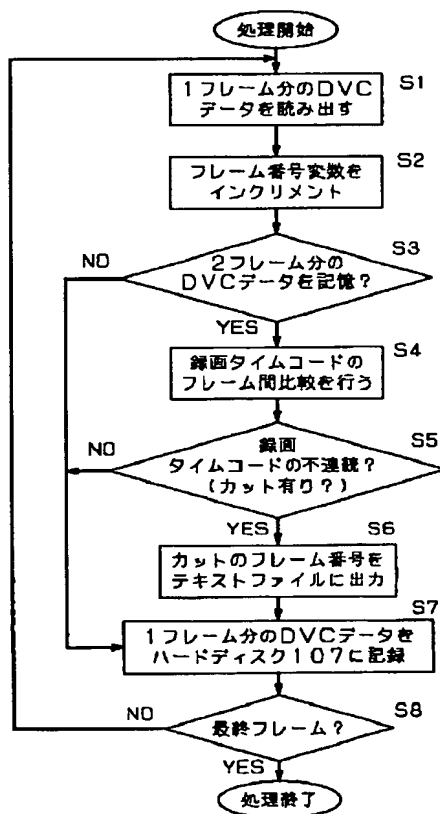 処理開始
S1
1フレーム分のDVC
データを読み出す
S2
フレーム番号変数を
インクリメント
S3
NO
2フレーム分の
DVCデータを記憶?
YES
S4
録画タイムコードの
フレーム間比較を行う
S5
NO
録画
タイムコードの不連続?
(カット有り?)
YES
S6
カットのフレーム番号を
テキストファイルに出力
S7
1フレーム分のDVCデータを
ハードディスク107に記録
NO
S8
最終フレーム?
YES
処理終了